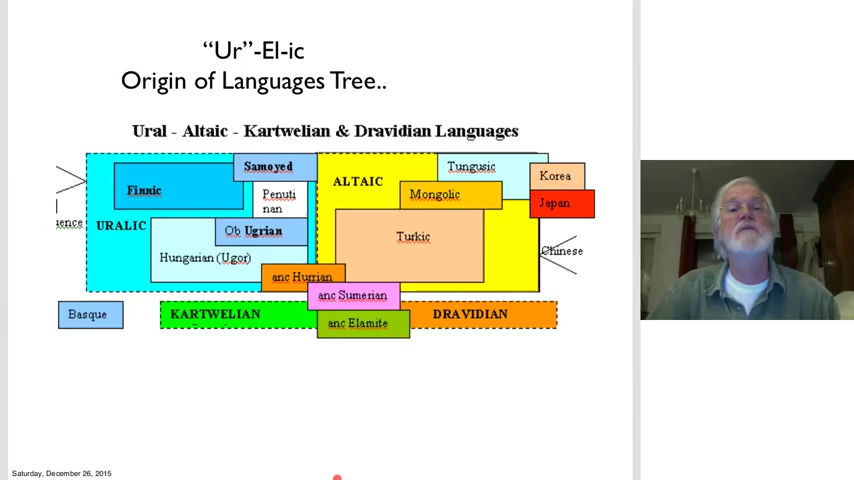 “Ur”-El-ic
Origin of Languages Tree..
Ural - Altaic - Kartwelian & Dravidian Languages
Samoyed
Tungusic
Finnic
Penuti
nan
ALTAIC
Mongolic
Korea
Japan
URALIC
Ob Ugrian
Turkic
Hungarian (Ugor)
Chinese
anc Hurrian
anc Sumerian
Basque
KARTWELIAN
anc Elamite
DRAVIDIAN
Saturday, December 26, 2015